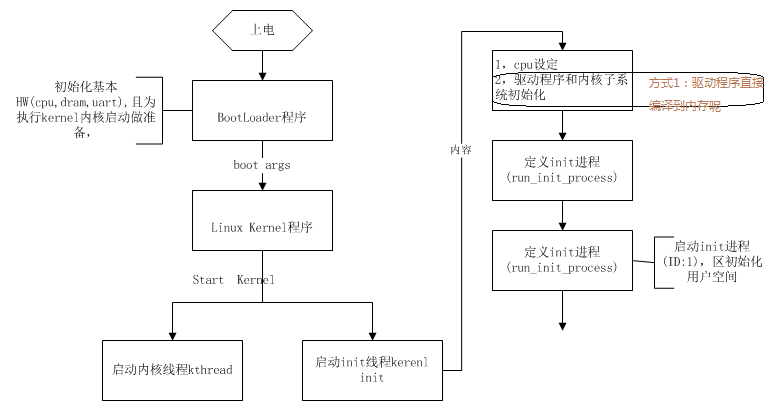 上电
初始化基本
HW(cpu,dram,uart),且为
执行kernel内核启动做准
备，
BootLoader程序
boot args
Linux Kernel程序
Start Kernel
启动内核线程kthread
启动init线程kerenl
init
内容
1，cpu设定
2，驱动程序和内核子系
统初始化
方式1：驱动程序直接
编译到内存呢
定义init进程
(run_init_process)
定义init进程
(run_init_process)
启动init进程
(ID:1)，区初始化
用户空间